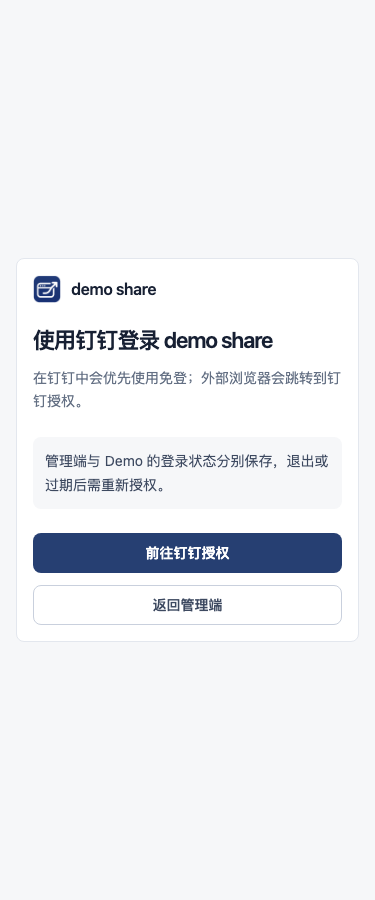 demo share
使用钉钉登录 demo share
在钉钉中会优先使用免登；外部浏览器会跳转到钉
钉授权。
管理端与 Demo 的登录状态分别保存，退出或
过期后需重新授权。
前往钉钉授权
返回管理端